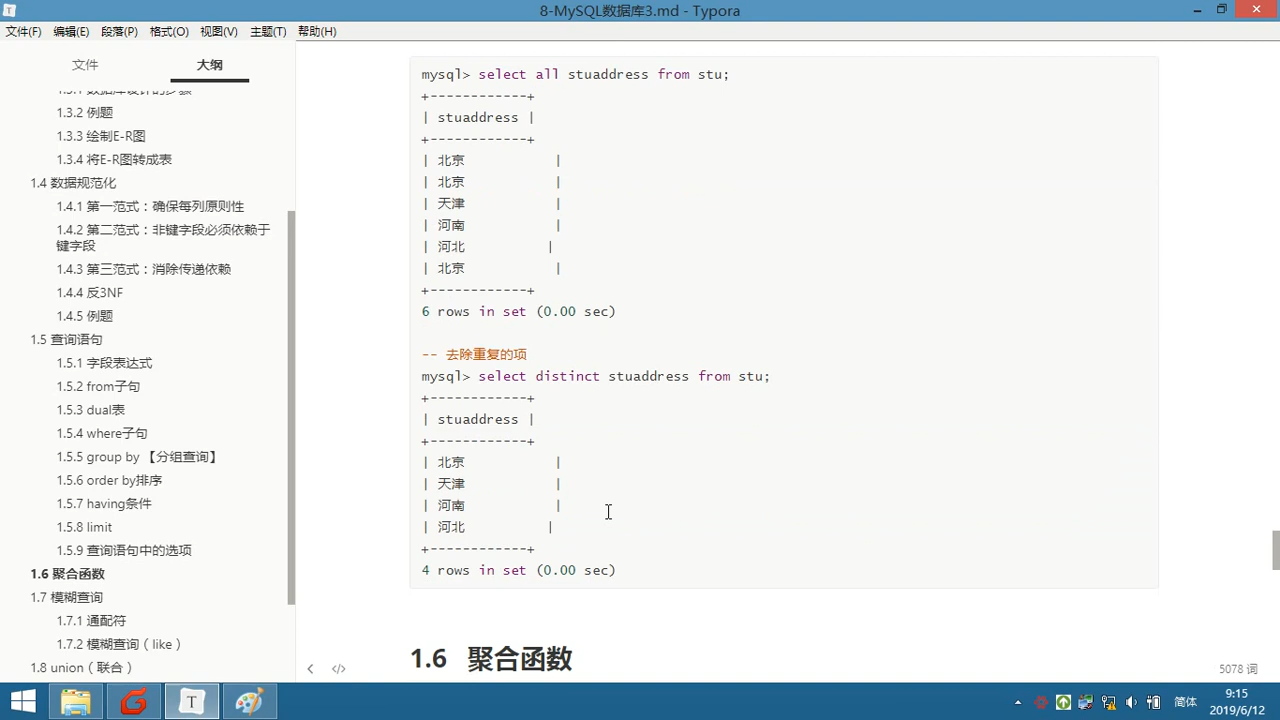 8-MySQL数据库3.md - Typora
文件(F) 编辑(E) 段落(P) 格式(O) 视图(V) 主题(T) 帮助(H)
文件 大纲
1.3.1 数据库设计的步骤
1.3.2 例题
1.3.3 绘制E-R图
1.3.4 将E-R图转成表
1.4 数据规范化
1.4.1 第一范式：确保每列原则性
1.4.2 第二范式：非键字段必须依赖于
键字段
1.4.3 第三范式：消除传递依赖
1.4.4 反3NF
1.4.5 例题
1.5 查询语句
1.5.1 字段表达式
1.5.2 from子句
1.5.3 dual表
1.5.4 where子句
1.5.5 group by 【分组查询】
1.5.6 order by排序
1.5.7 having条件
1.5.8 limit
1.5.9 查询语句中的选项
1.6 聚合函数
1.7 模糊查询
1.7.1 通配符
1.7.2 模糊查询（like）
1.8 union（联合）
mysql> select all stuaddress from stu;
+------------+
| stuaddress |
+------------+
| 北京 |
| 北京 |
| 天津 |
| 河南 |
| 河北 |
| 北京 |
+------------+
6 rows in set (0.00 sec)
-- 去除重复的项
mysql> select distinct stuaddress from stu;
+------------+
| stuaddress |
+------------+
| 北京 |
| 天津 |
| 河南 |
| 河北 |
+------------+
4 rows in set (0.00 sec)
1.6 聚合函数
5078 词
简体
9:15
2019/6/12